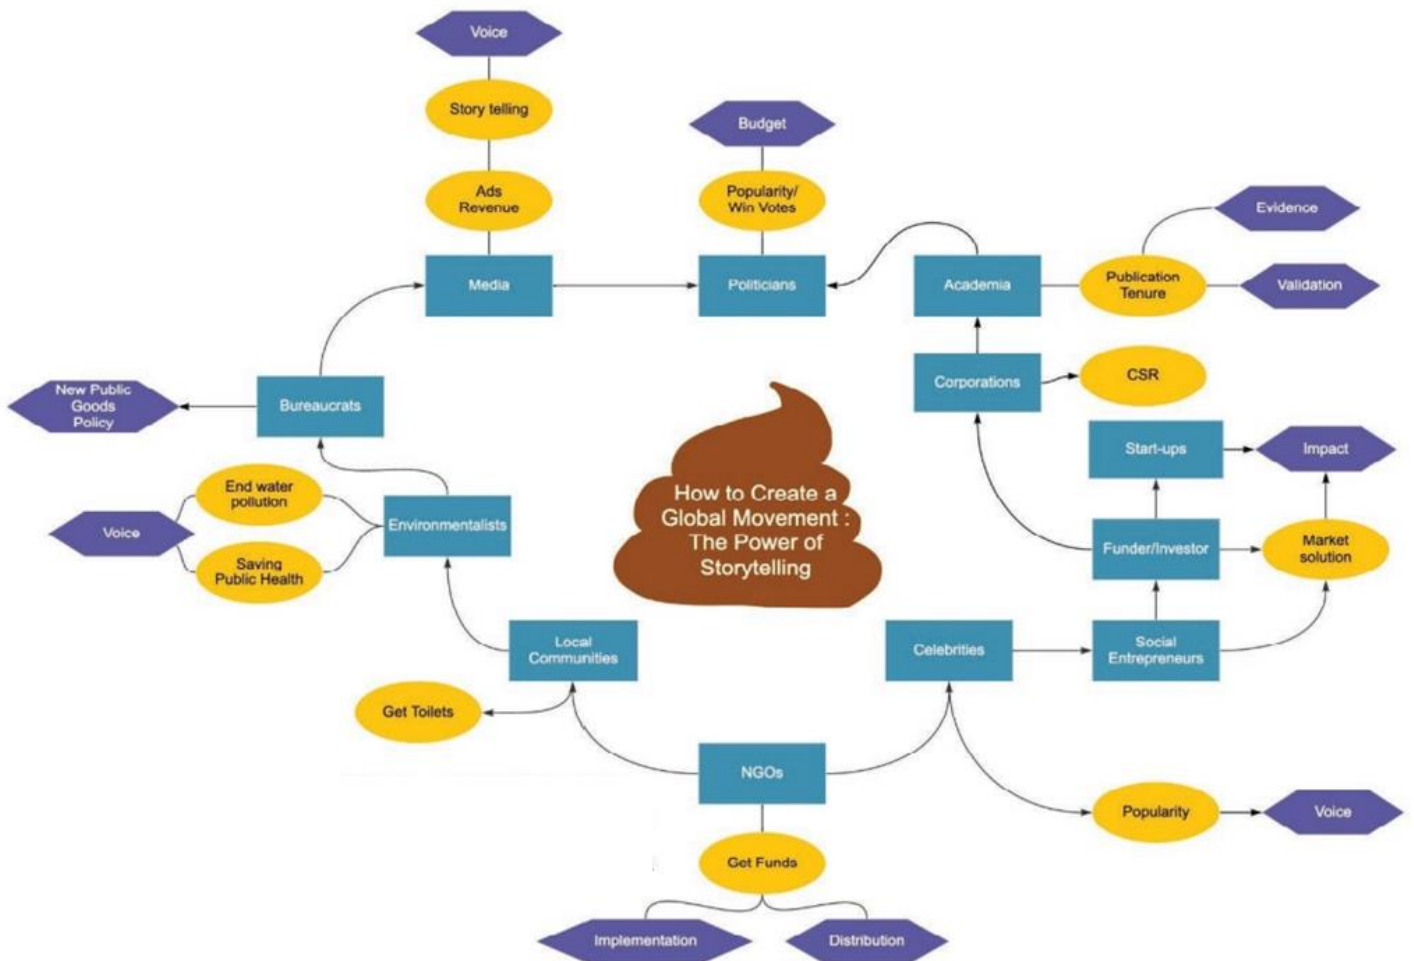 Voice
Story telling
Ads
Revenue
Media
Budget
Popularity/
Win Votes
Politicians
Academia
Publication
Tenure
Evidence
Validation
Corporations
CSR
New Public
Goods
Policy
Bureaucrats
Start-ups
Impact
End water
pollution
Voice
Saving
Public Health
Environmentalists
How to Create a
Global Movement :
The Power of
Storytelling
Funder/Investor
Market
solution
Local
Communities
Celebrities
Social
Entrepreneurs
Get Toilets
NGOs
Popularity
Voice
Get Funds
Implementation
Distribution